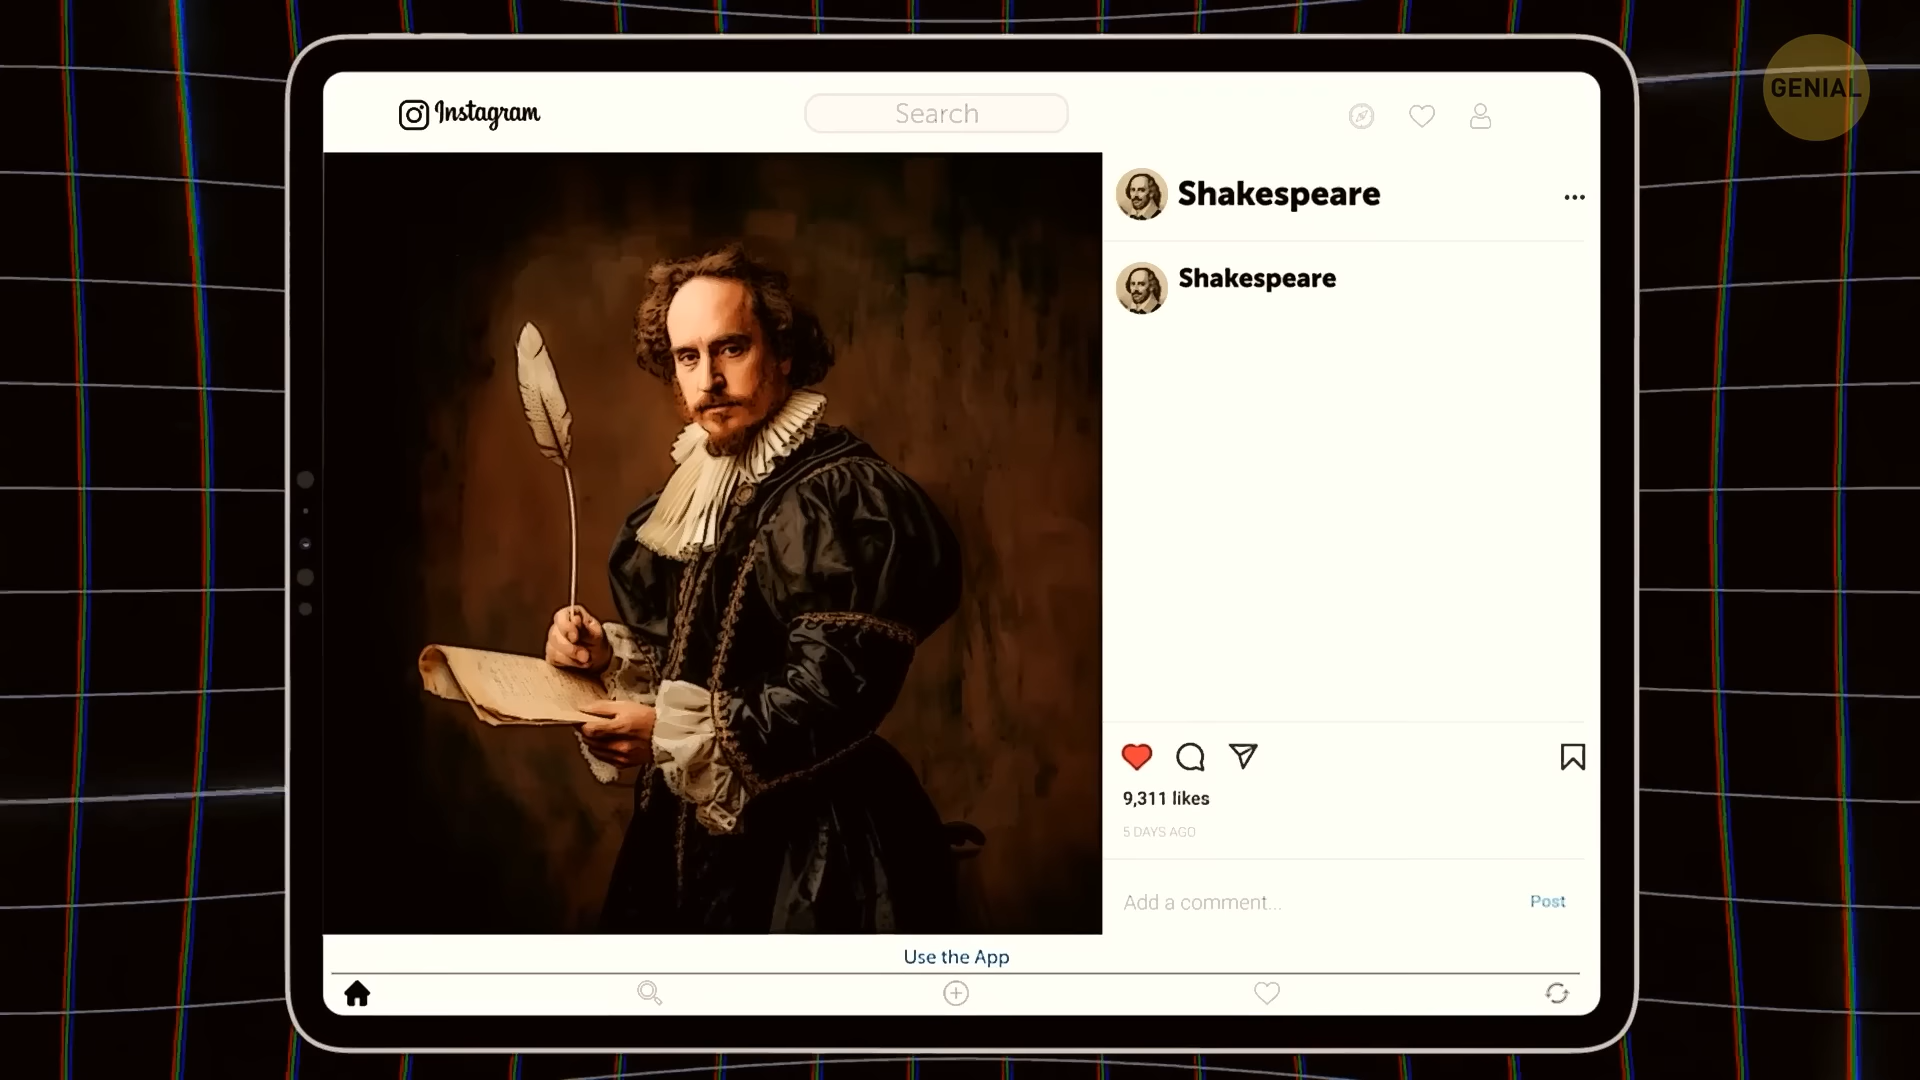 GENIAL
Instagram
Search
Shakespeare
Shakespeare
9,311 likes
5 DAYS AGO
Add a comment...
Post
Use the App